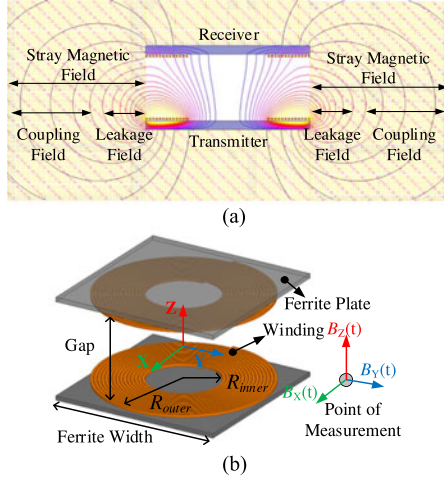 Receiver
Stray Magnetic
Field
Stray Magnetic
Field
Coupling
Field
Leakage
Field
Transmitter
Leakage
Field
Coupling
Field
(a)
Ferrite Plate
Z
Winding
B_Z(t)
Gap
X
Y
R_inner
R_outer
B_X(t)
B_Y(t)
Point of
Measurement
Ferrite Width
(b)